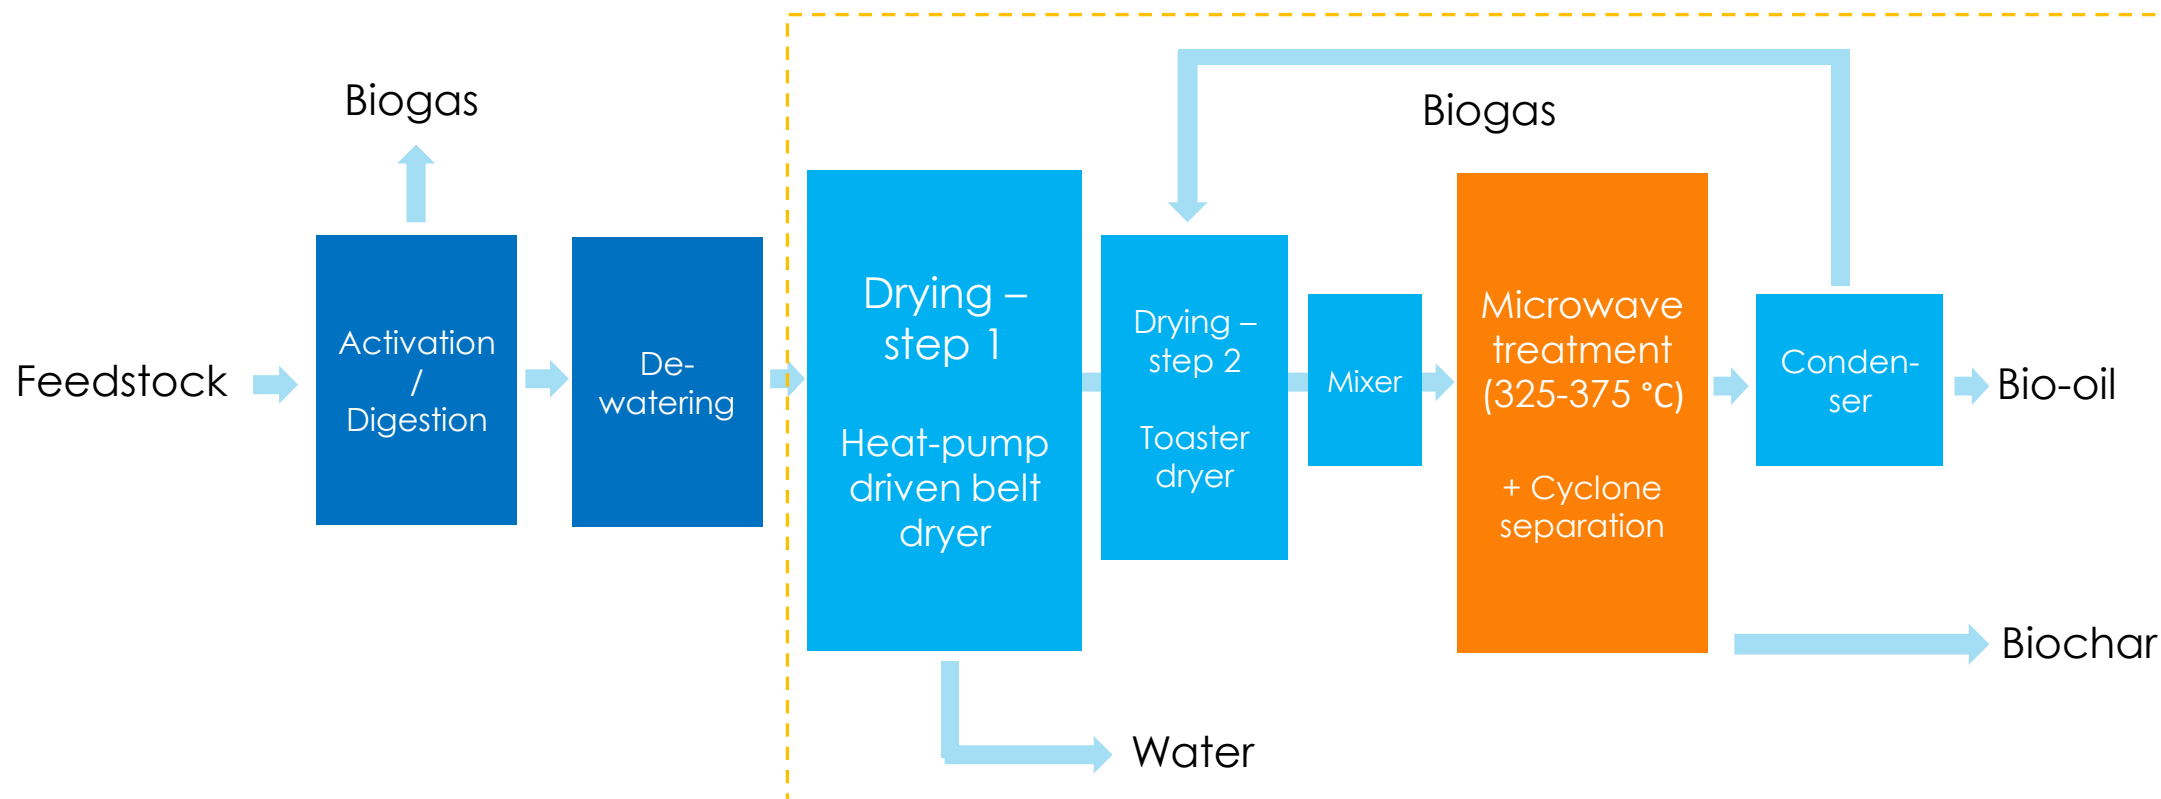 Biogas
Biogas
Feedstock
Activation
/
Digestion
De-
watering
Drying –
step 1
Heat-pump
driven belt
dryer
Drying –
step 2
Toaster
dryer
Mixer
Microwave
treatment
(325-375 °C)
+ Cyclone
separation
Conden-
ser
Bio-oil
Biochar
Water